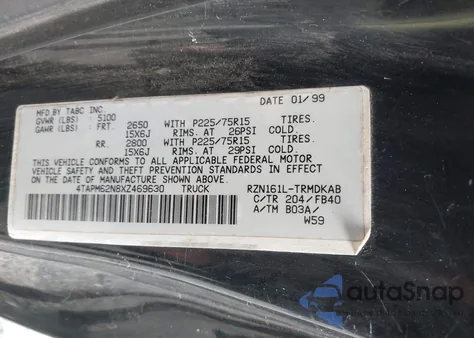 MFD. BY TABC INC. DATE 01/99
GVWR (LBS) 5100
GAWR (LBS) FRT. 2650 WITH P225/75R15 TIRES.
15X6J RIMS. AT 26PSI COLD.
RR. 2800 WITH P225/75R15 TIRES.
15X6J RIMS. AT 29PSI COLD.
THIS VEHICLE CONFORMS TO ALL APPLICABLE FEDERAL MOTOR
VEHICLE SAFETY AND THEFT PREVENTION STANDARDS IN
EFFECT ON THE DATE OF MANUFACTURE SHOWN ABOVE.
4TAPM62N8XZ469630 TRUCK RZN161L-TRMDKAB
C/TR 204/FB40
A/TM B03A/
W59
autoSnap